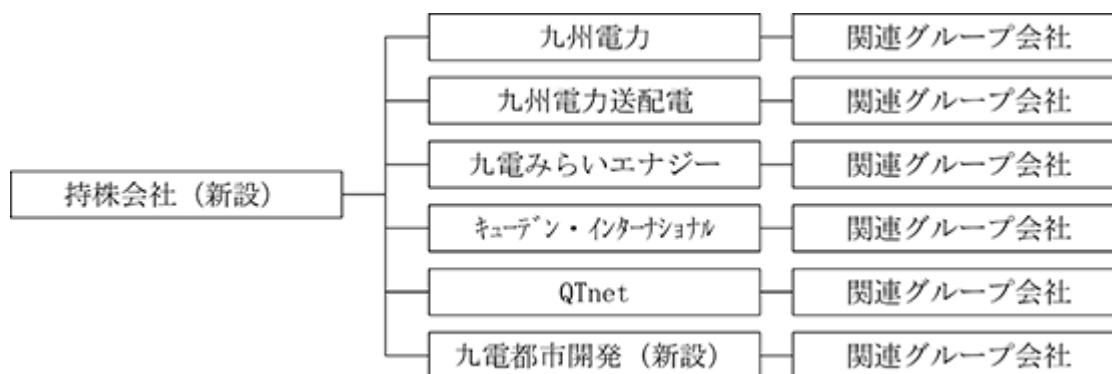 九州電力
関連グループ会社
九州電力送配電
関連グループ会社
九電みらいエナジー
関連グループ会社
持株会社（新設）
ｷｭｰﾃﾞﾝ・ｲﾝﾀｰﾅｼｮﾅﾙ
関連グループ会社
QTnet
関連グループ会社
九電都市開発（新設）
関連グループ会社